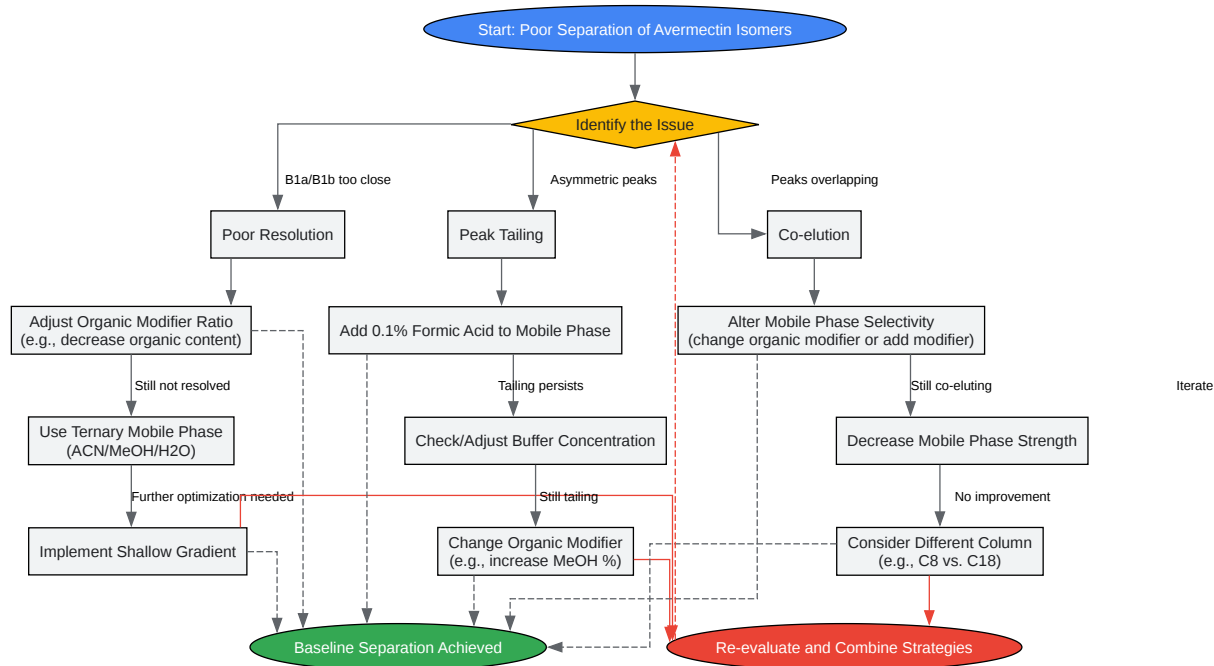 Start: Poor Separation of Avermectin Isomers
Identify the Issue
B1a/B1b too close
Asymmetric peaks
Peaks overlapping
Poor Resolution
Peak Tailing
Co-elution
Adjust Organic Modifier Ratio
(e.g., decrease organic content)
Add 0.1% Formic Acid to Mobile Phase
Alter Mobile Phase Selectivity
(change organic modifier or add modifier)
Still not resolved
Tailing persists
Still co-eluting
Iterate
Use Ternary Mobile Phase
(ACN/MeOH/H2O)
Check/Adjust Buffer Concentration
Decrease Mobile Phase Strength
Further optimization needed
Still tailing
No improvement
Implement Shallow Gradient
Change Organic Modifier
(e.g., increase MeOH %)
Consider Different Column
(e.g., C8 vs. C18)
Baseline Separation Achieved
Re-evaluate and Combine Strategies